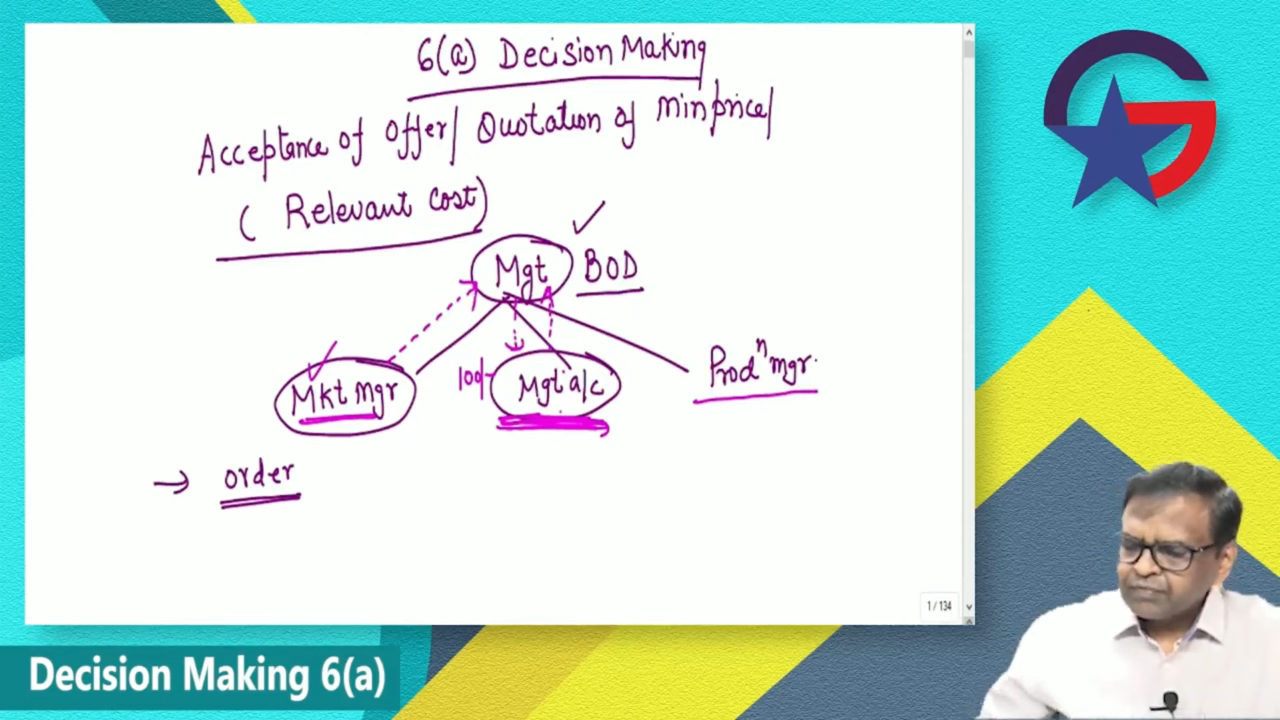 6(a) Decision Making
Acceptance of offer/ Quotation of Min price/
( Relevant Cost)
Mgt BOD
Mkt Mgr 100/- Mgt a/c Prodⁿ mgr.
→ order
1 / 134
Decision Making 6(a)
G